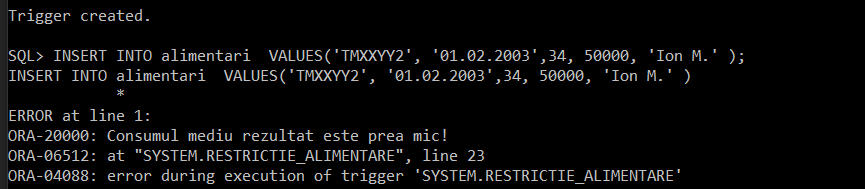 Trigger created.
SQL> INSERT INTO alimentari  VALUES('TMXXYY2', '01.02.2003',34, 50000, 'Ion M.' );
INSERT INTO alimentari  VALUES('TMXXYY2', '01.02.2003',34, 50000, 'Ion M.' )
            *
ERROR at line 1:
ORA-20000: Consumul mediu rezultat este prea mic!
ORA-06512: at "SYSTEM.RESTRICTIE_ALIMENTARE", line 23
ORA-04088: error during execution of trigger 'SYSTEM.RESTRICTIE_ALIMENTARE'